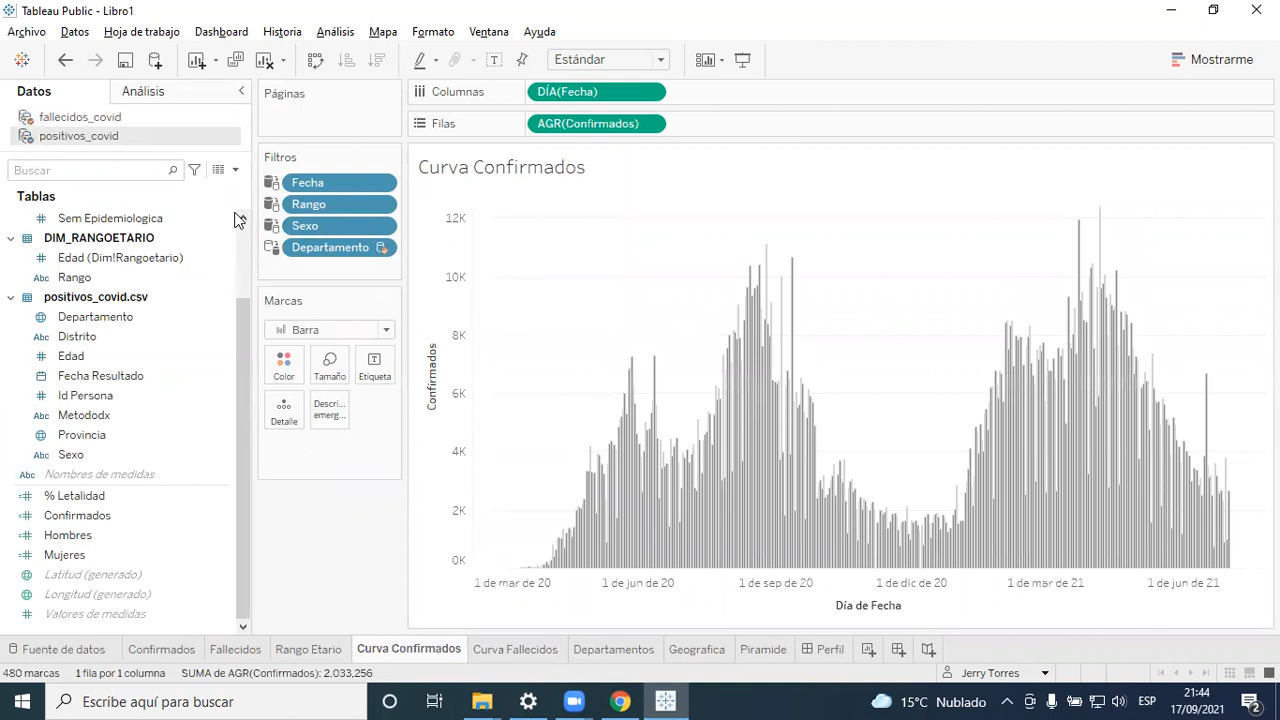 Tableau Public - Libro1
Archivo Datos Hoja de trabajo Dashboard Historia Análisis Mapa Formato Ventana Ayuda
Estándar
Mostrarme
Datos Análisis
fallecidos_covid
positivos_covid
Buscar
Tablas
Sem Epidemiologica
DIM_RANGOETARIO
Edad (Dim!Rangoetario)
Abc Rango
positivos_covid.csv
Departamento
Abc Distrito
Edad
Fecha Resultado
Id Persona
Abc Metododx
Provincia
Abc Sexo
Abc Nombres de medidas
% Letalidad
Confirmados
Hombres
Mujeres
Latitud (generado)
Longitud (generado)
Valores de medidas
Páginas
Filtros
Fecha
Rango
Sexo
Departamento
Marcas
Barra
Color Tamaño Etiqueta
Detalle Descri... emerg...
Columnas DÍA(Fecha)
Filas AGR(Confirmados)
Curva Confirmados
Confirmados
12K
10K
8K
6K
4K
2K
0K
1 de mar de 20 1 de jun de 20 1 de sep de 20 1 de dic de 20 1 de mar de 21 1 de jun de 21
Día de Fecha
Fuente de datos Confirmados Fallecidos Rango Etario Curva Confirmados Curva Fallecidos Departamentos Geografica Piramide Perfil
480 marcas 1 fila por 1 columna SUMA de AGR(Confirmados): 2,033,256 Jerry Torres
Escribe aquí para buscar
15°C Nublado
ESP
21:44
17/09/2021
2